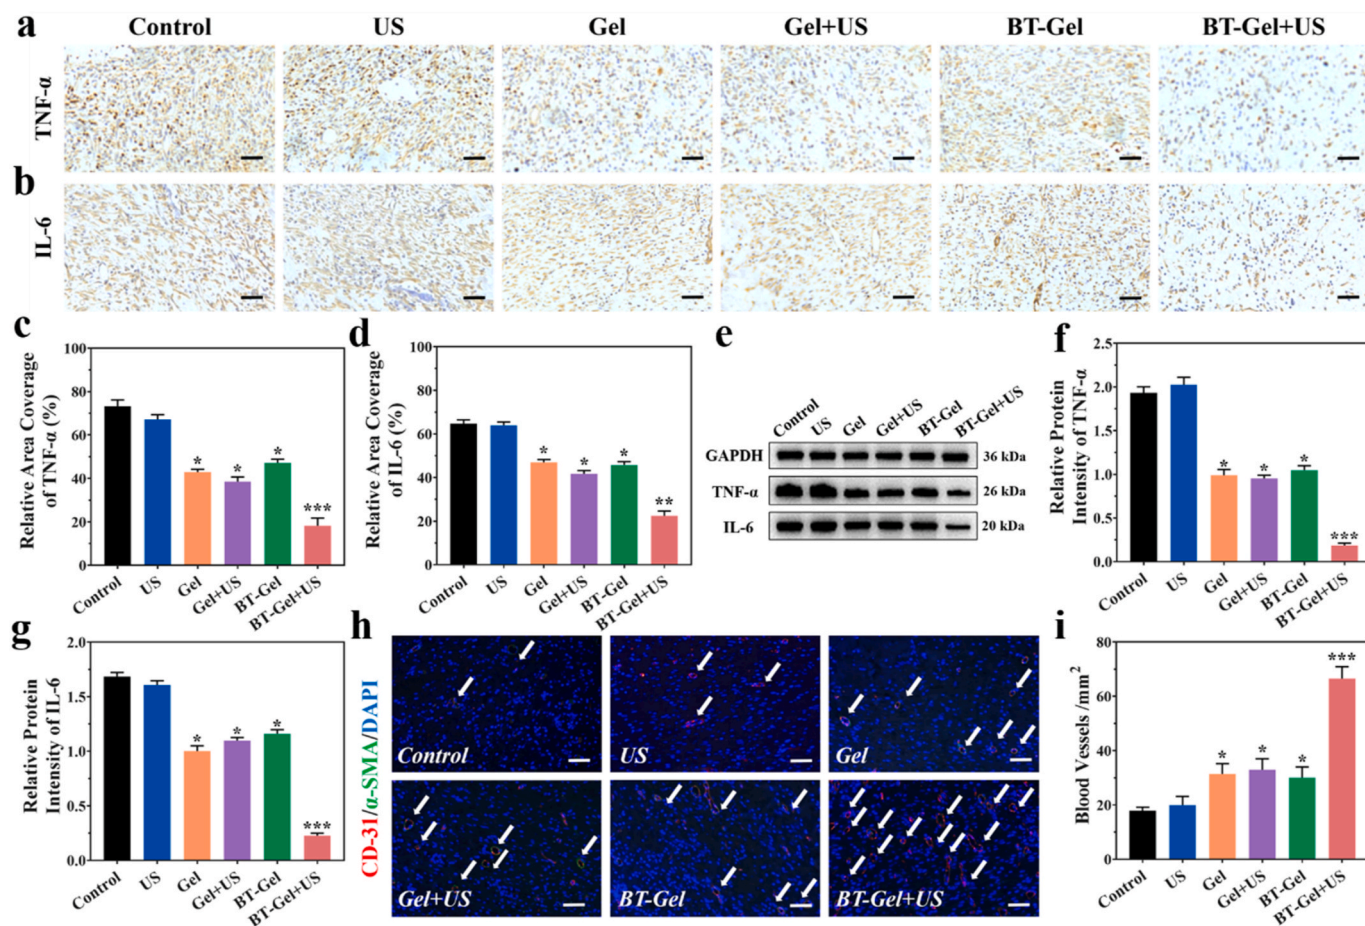 a
Control
US
Gel
Gel+US
BT-Gel
BT-Gel+US
TNF-α
b
IL-6
c
Relative Area Coverage
of TNF-α (%)
100
80
60
40
20
0
*
*
*
***
Control
US
Gel
Gel+US
BT-Gel
BT-Gel+US
d
Relative Area Coverage
of IL-6 (%)
100
80
60
40
20
0
*
*
*
**
Control
US
Gel
Gel+US
BT-Gel
BT-Gel+US
e
Control
US
Gel
Gel+US
BT-Gel
BT-Gel+US
GAPDH 36 kDa
TNF-α 26 kDa
IL-6 20 kDa
f
Relative Protein
Intensity of TNF-α
2.5
2.0
1.5
1.0
0.5
0.0
*
*
*
***
Control
US
Gel
Gel+US
BT-Gel
BT-Gel+US
g
Relative Protein
Intensity of IL-6
2.0
1.5
1.0
0.5
0.0
*
*
*
***
Control
US
Gel
Gel+US
BT-Gel
BT-Gel+US
h
CD-31/α-SMA/DAPI
Control
US
Gel
Gel+US
BT-Gel
BT-Gel+US
i
Blood Vessels /mm²
80
60
40
20
0
*
*
*
***
Control
US
Gel
Gel+US
BT-Gel
BT-Gel+US